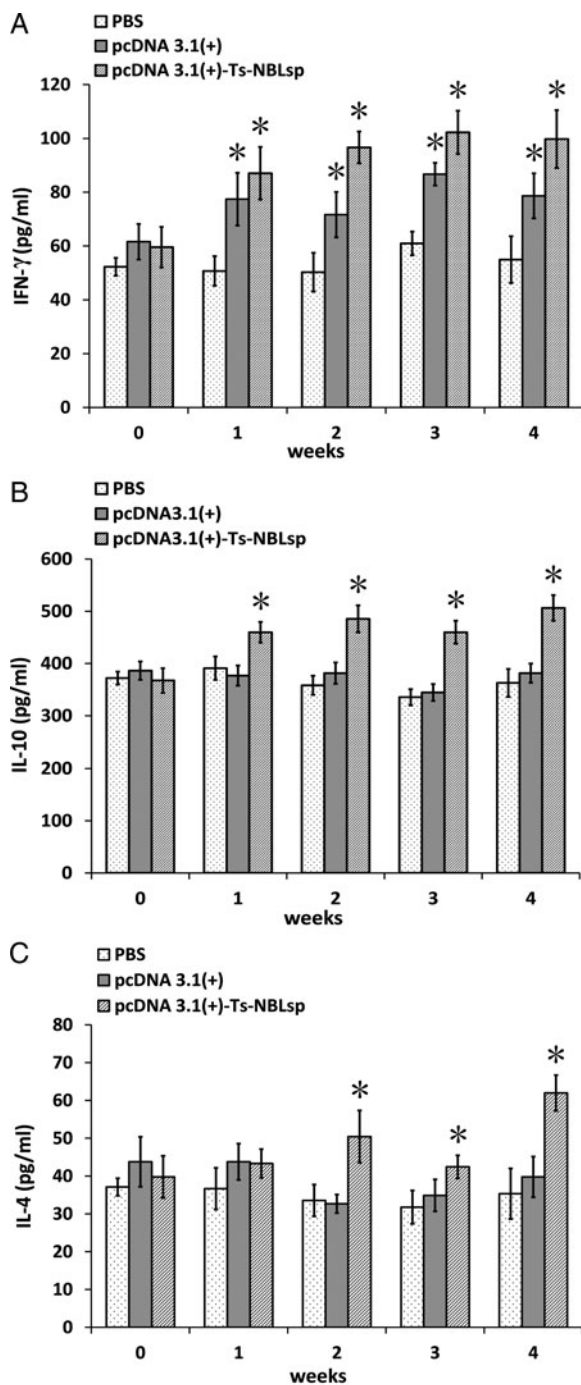 A
PBS
pcDNA 3.1(+)
pcDNA 3.1(+)-Ts-NBLsp
120
100
80
60
40
20
0
IFN-γ (pg/ml)
* * * * * * * *
0 1 2 3 4
weeks
B
PBS
pcDNA3.1(+)
pcDNA3.1(+)-Ts-NBLsp
600
500
400
300
200
100
0
IL-10 (pg/ml)
* * * *
0 1 2 3 4
weeks
C
PBS
pcDNA 3.1(+)
pcDNA 3.1(+)-Ts-NBLsp
80
70
60
50
40
30
20
10
0
IL-4 (pg/ml)
* * *
0 1 2 3 4
weeks